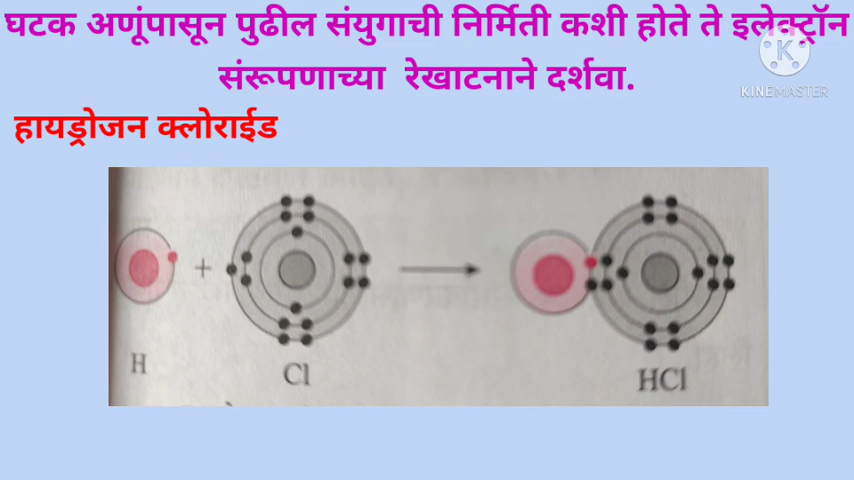 घटक अणूंपासून पुढील संयुगाची निर्मिती कशी होते ते इलेक्ट्रॉन
संरूपणाच्या रेखाटनाने दर्शवा.
KINEMASTER
हायड्रोजन क्लोराईड
+
H
Cl
HCl